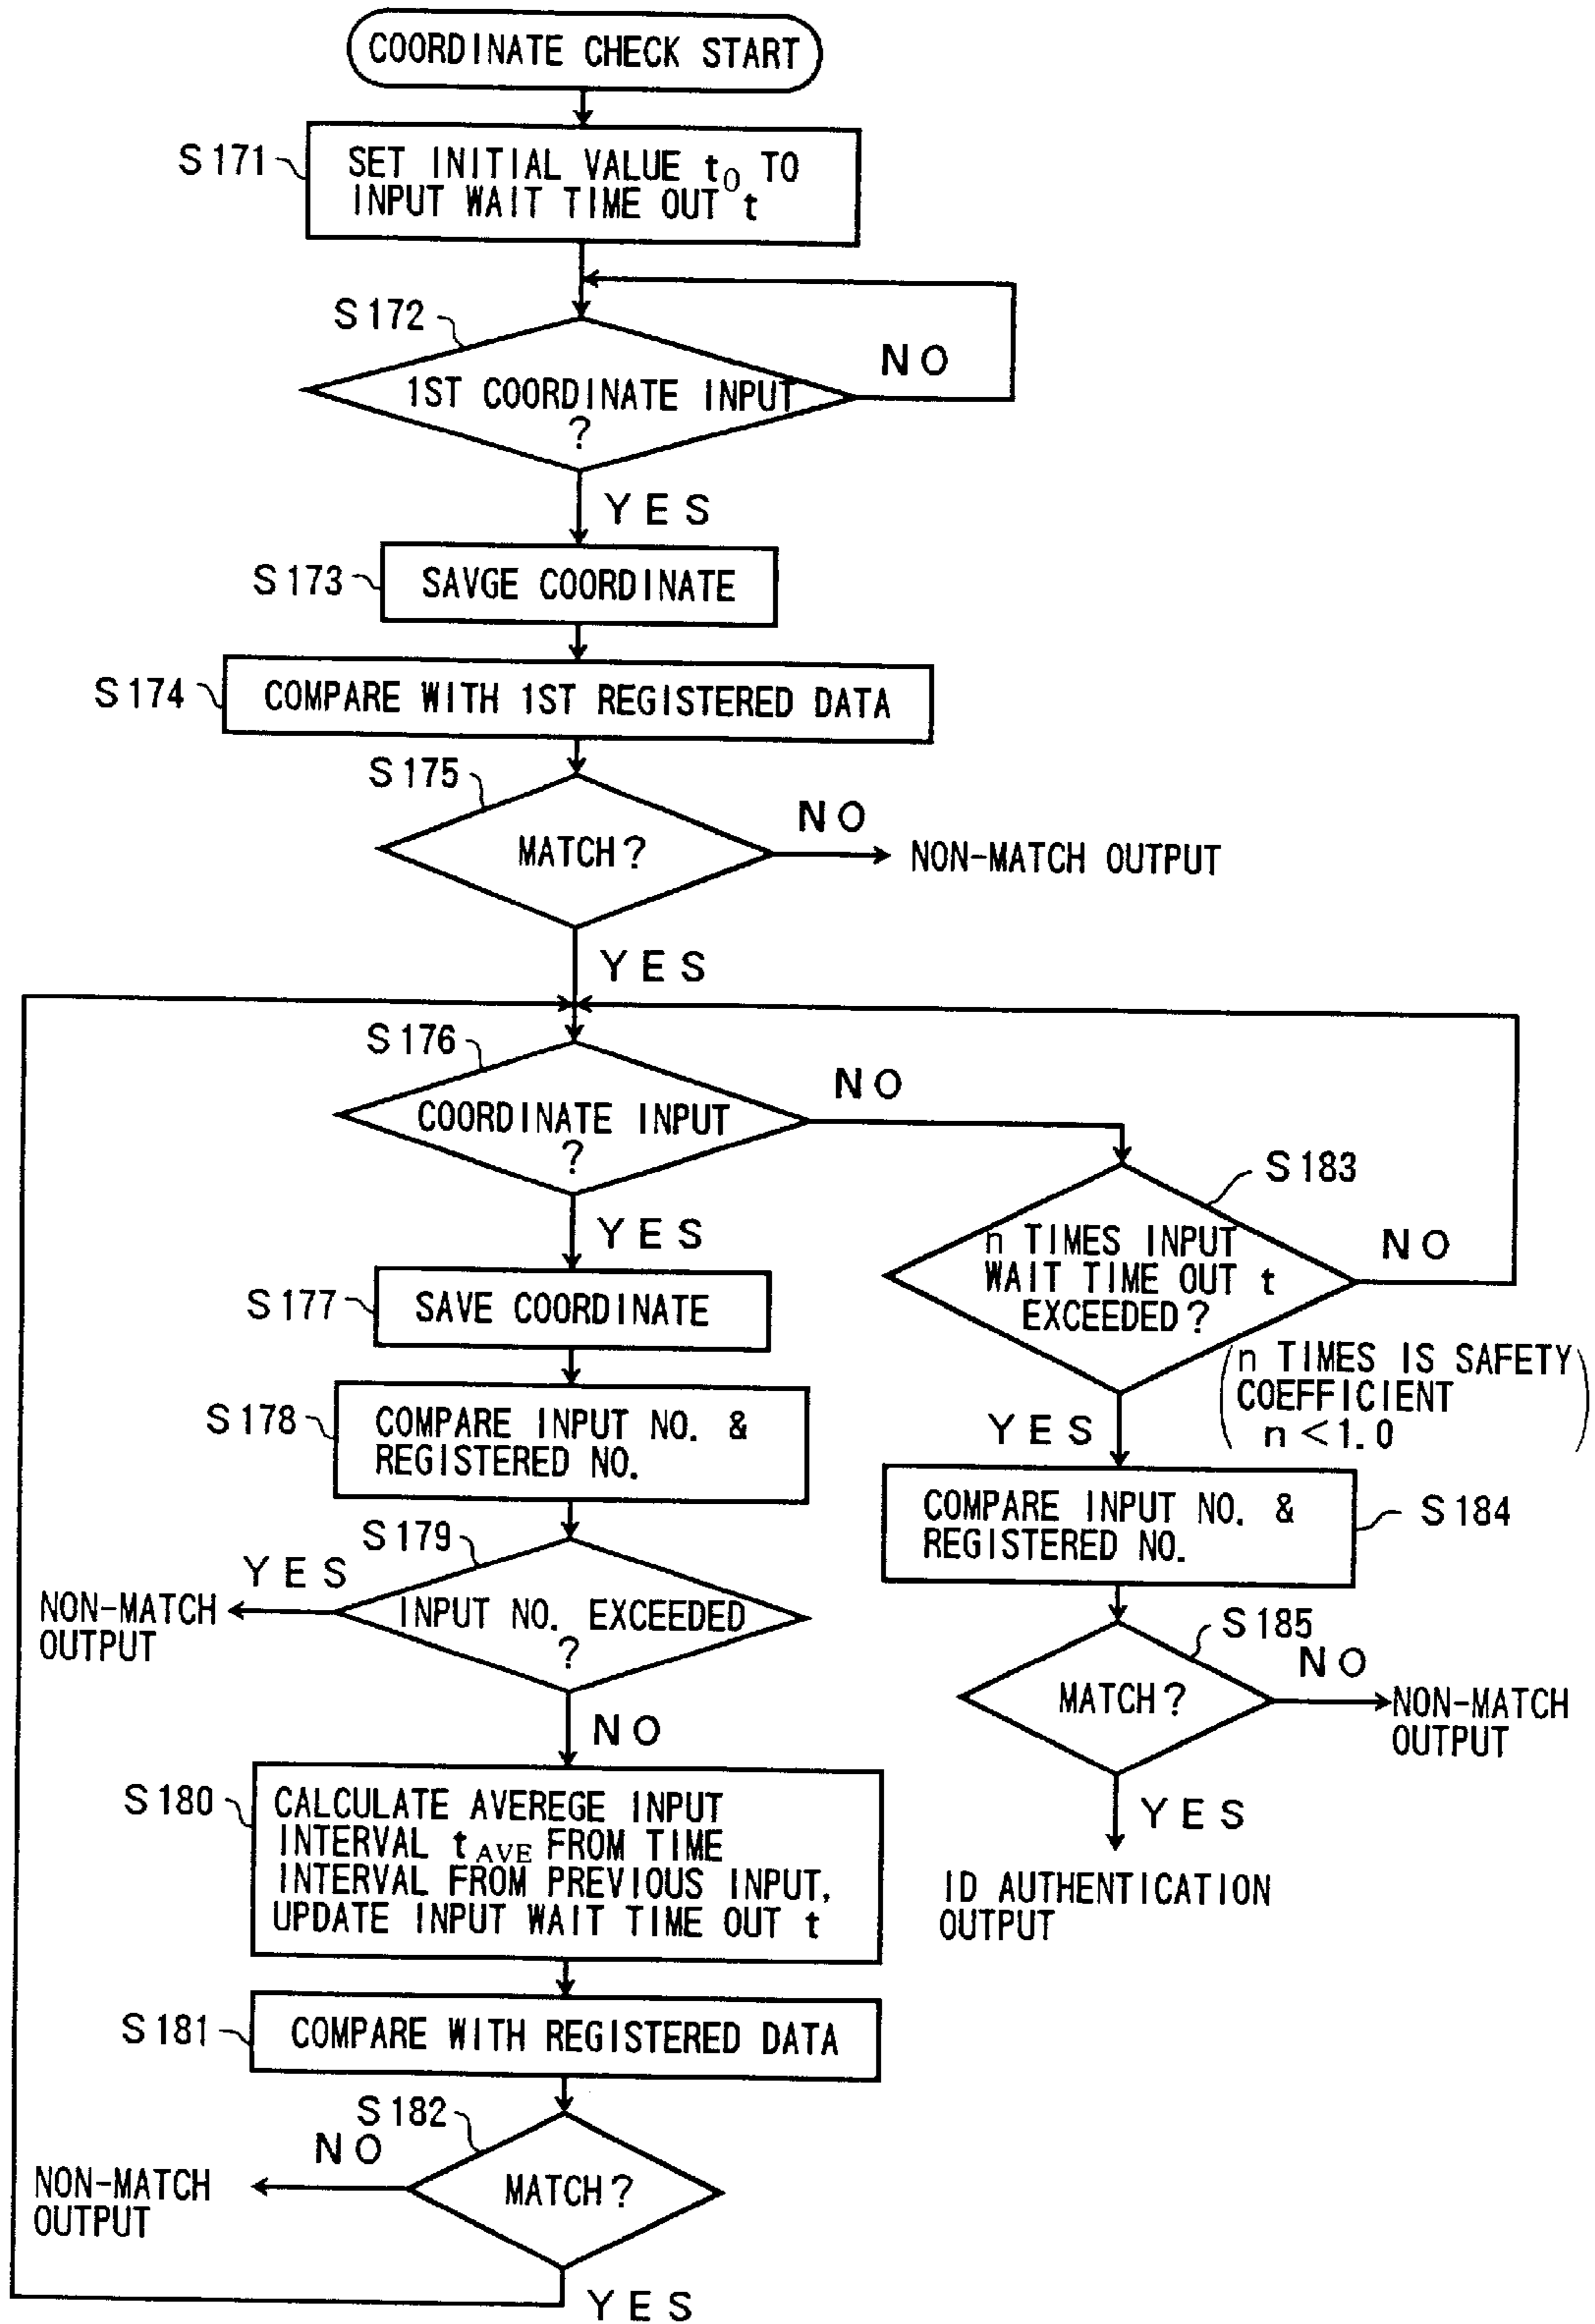 COORDINATE CHECK START
S171
SET INITIAL VALUE t0 TO
INPUT WAIT TIME OUT t
S172
NO
1ST COORDINATE INPUT
?
YES
S173
SAVGE COORDINATE
S174
COMPARE WITH 1ST REGISTERED DATA
S175
NO
MATCH?
NON-MATCH OUTPUT
YES
S176
NO
COORDINATE INPUT
?
S183
YES
n TIMES INPUT
WAIT TIME OUT t
EXCEEDED?
NO
S177
SAVE COORDINATE
(n TIMES IS SAFETY
COEFFICIENT
n<1.0)
YES
S178
COMPARE INPUT NO. &
REGISTERED NO.
COMPARE INPUT NO. &
REGISTERED NO.
S184
S179
YES
INPUT NO. EXCEEDED
?
NON-MATCH
OUTPUT
S185
NO
MATCH?
NON-MATCH
OUTPUT
NO
S180
CALCULATE AVEREGE INPUT
INTERVAL tAVE FROM TIME
INTERVAL FROM PREVIOUS INPUT,
UPDATE INPUT WAIT TIME OUT t
YES
ID AUTHENTICATION
OUTPUT
S181
COMPARE WITH REGISTERED DATA
S182
NO
MATCH?
NON-MATCH
OUTPUT
YES